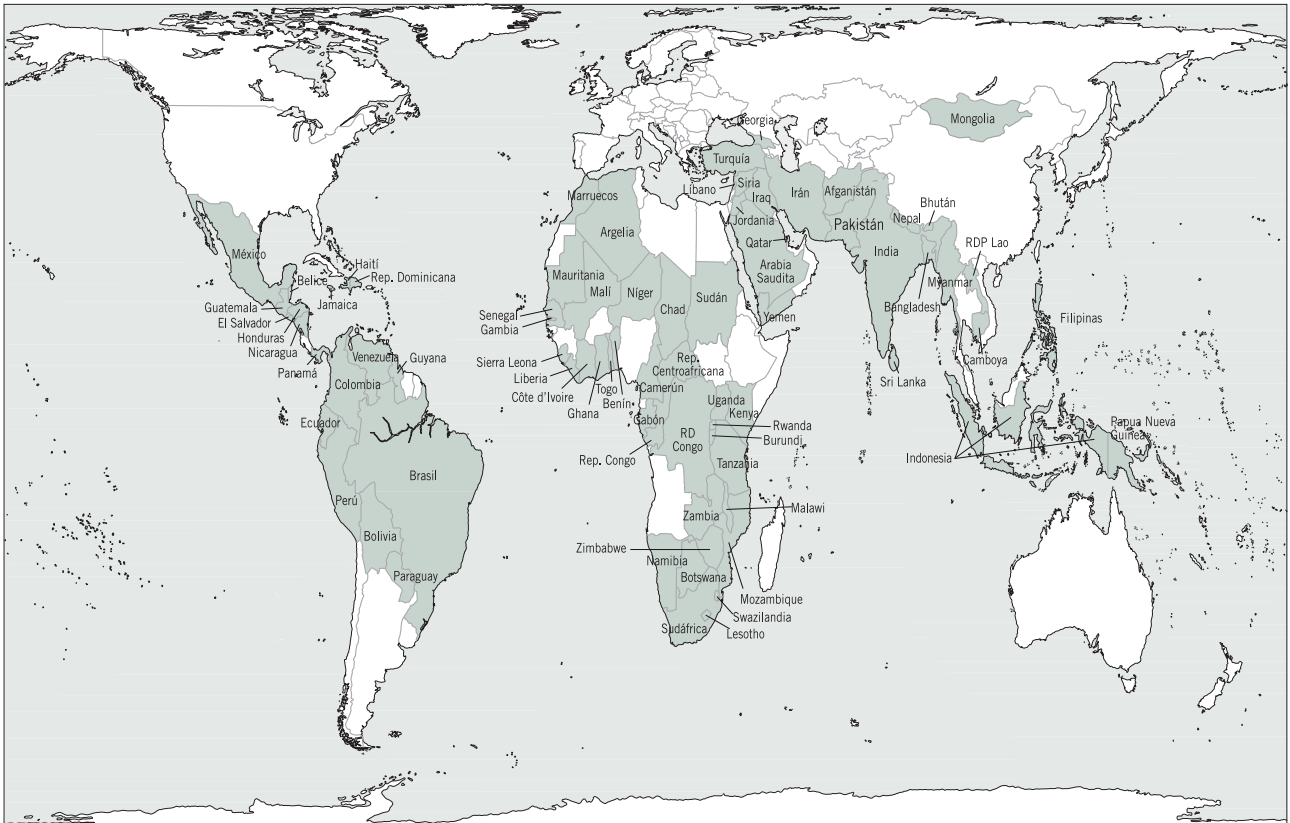 Georgia
Mongolia
Turquía
Líbano
Siria
Iraq
Irán
Afganistán
Marruecos
Jordania
Pakistán
Nepal
Bhután
Argelia
Qatar
India
RDP Lao
México
Haití
Rep. Dominicana
Belice
Arabia
Saudita
Mauritania
Malí
Níger
Chad
Sudán
Myanmar
Jamaica
Guatemala
El Salvador
Honduras
Nicaragua
Panamá
Senegal
Gambia
Yemen
Bangladesh
Filipinas
Venezuela
Guyana
Colombia
Sierra Leona
Liberia
Côte d'Ivoire
Ghana
Togo
Benín
Rep.
Centroafricana
Camerún
Camboya
Sri Lanka
Ecuador
Gabón
Uganda
Kenya
RD
Congo
Rwanda
Burundi
Rep. Congo
Tanzania
Papua Nueva
Guinea
Indonesia
Brasil
Perú
Bolivia
Zambia
Malawi
Zimbabwe
Namibia
Botswana
Paraguay
Mozambique
Swazilandia
Sudáfrica
Lesotho